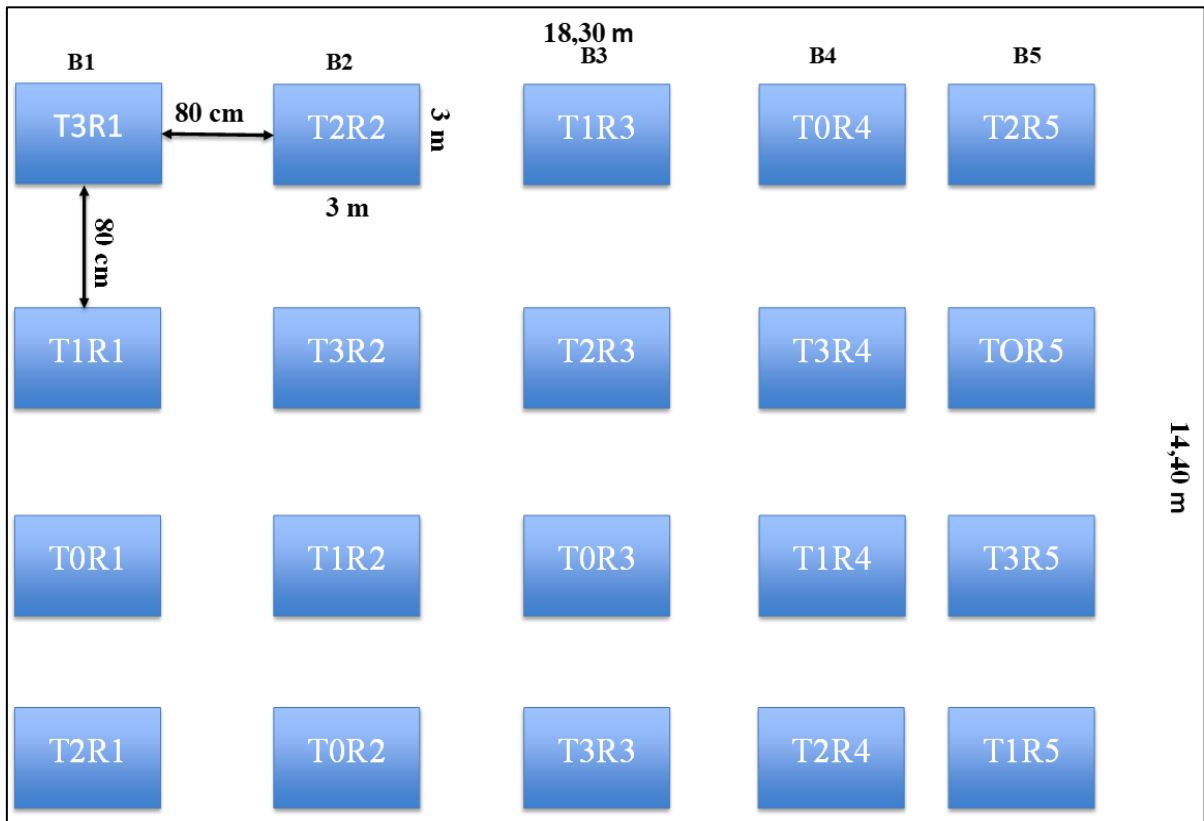 18,30 m
B1 B2 B3 B4 B5
T3R1 80 cm T2R2 3 m T1R3 T0R4 T2R5
3 m
80 cm
T1R1 T3R2 T2R3 T3R4 TOR5
14,40 m
T0R1 T1R2 T0R3 T1R4 T3R5
T2R1 T0R2 T3R3 T2R4 T1R5